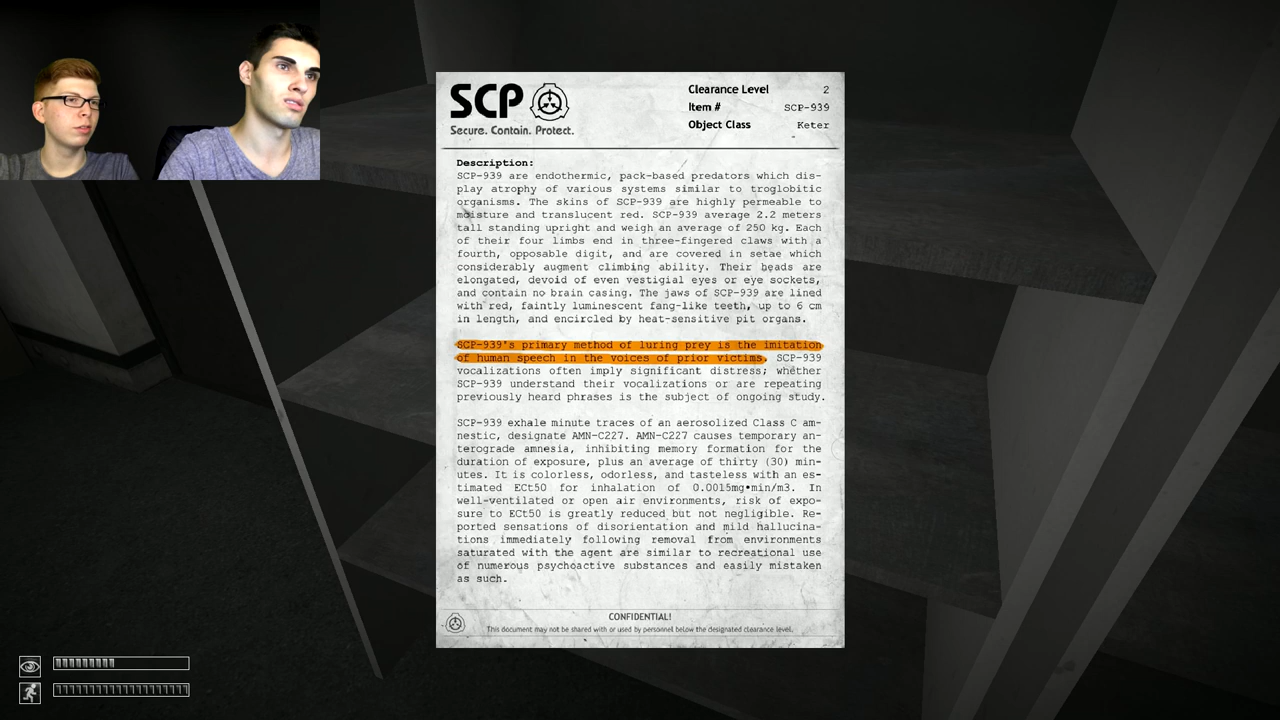 SCP
Secure. Contain. Protect.
Clearance Level 2
Item # SCP-939
Object Class Keter
Description:
SCP-939 are endothermic, pack-based predators which dis-
play atrophy of various systems similar to troglobitic
organisms. The skins of SCP-939 are highly permeable to
moisture and translucent red. SCP-939 average 2.2 meters
tall standing upright and weigh an average of 250 kg. Each
of their four limbs end in three-fingered claws with a
fourth, opposable digit, and are covered in setae which
considerably augment climbing ability. Their heads are
elongated, devoid of even vestigial eyes or eye sockets,
and contain no brain casing. The jaws of SCP-939 are lined
with red, faintly luminescent fang-like teeth, up to 6 cm
in length, and encircled by heat-sensitive pit organs.
SCP-939's primary method of luring prey is the imitation
of human speech in the voices of prior victims. SCP-939
vocalizations often imply significant distress; whether
SCP-939 understand their vocalizations or are repeating
previously heard phrases is the subject of ongoing study.
SCP-939 exhale minute traces of an aerosolized Class C am-
nestic, designate AMN-C227. AMN-C227 causes temporary an-
terograde amnesia, inhibiting memory formation for the
duration of exposure, plus an average of thirty (30) min-
utes. It is colorless, odorless, and tasteless with an es-
timated ECt50 for inhalation of 0.0015mg•min/m3. In
well-ventilated or open air environments, risk of expo-
sure to ECt50 is greatly reduced but not negligible. Re-
ported sensations of disorientation and mild hallucina-
tions immediately following removal from environments
saturated with the agent are similar to recreational use
of numerous psychoactive substances and easily mistaken
as such.
CONFIDENTIAL!
This document may not be shared with or used by personnel below the designated clearance level.